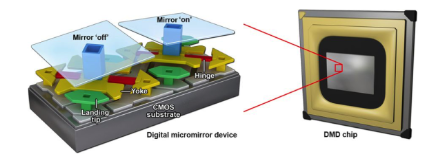 Mirror 'off'
Mirror 'on'
Hinge
Yoke
Landing
tip
CMOS
substrate
Digital micromirror device
DMD chip